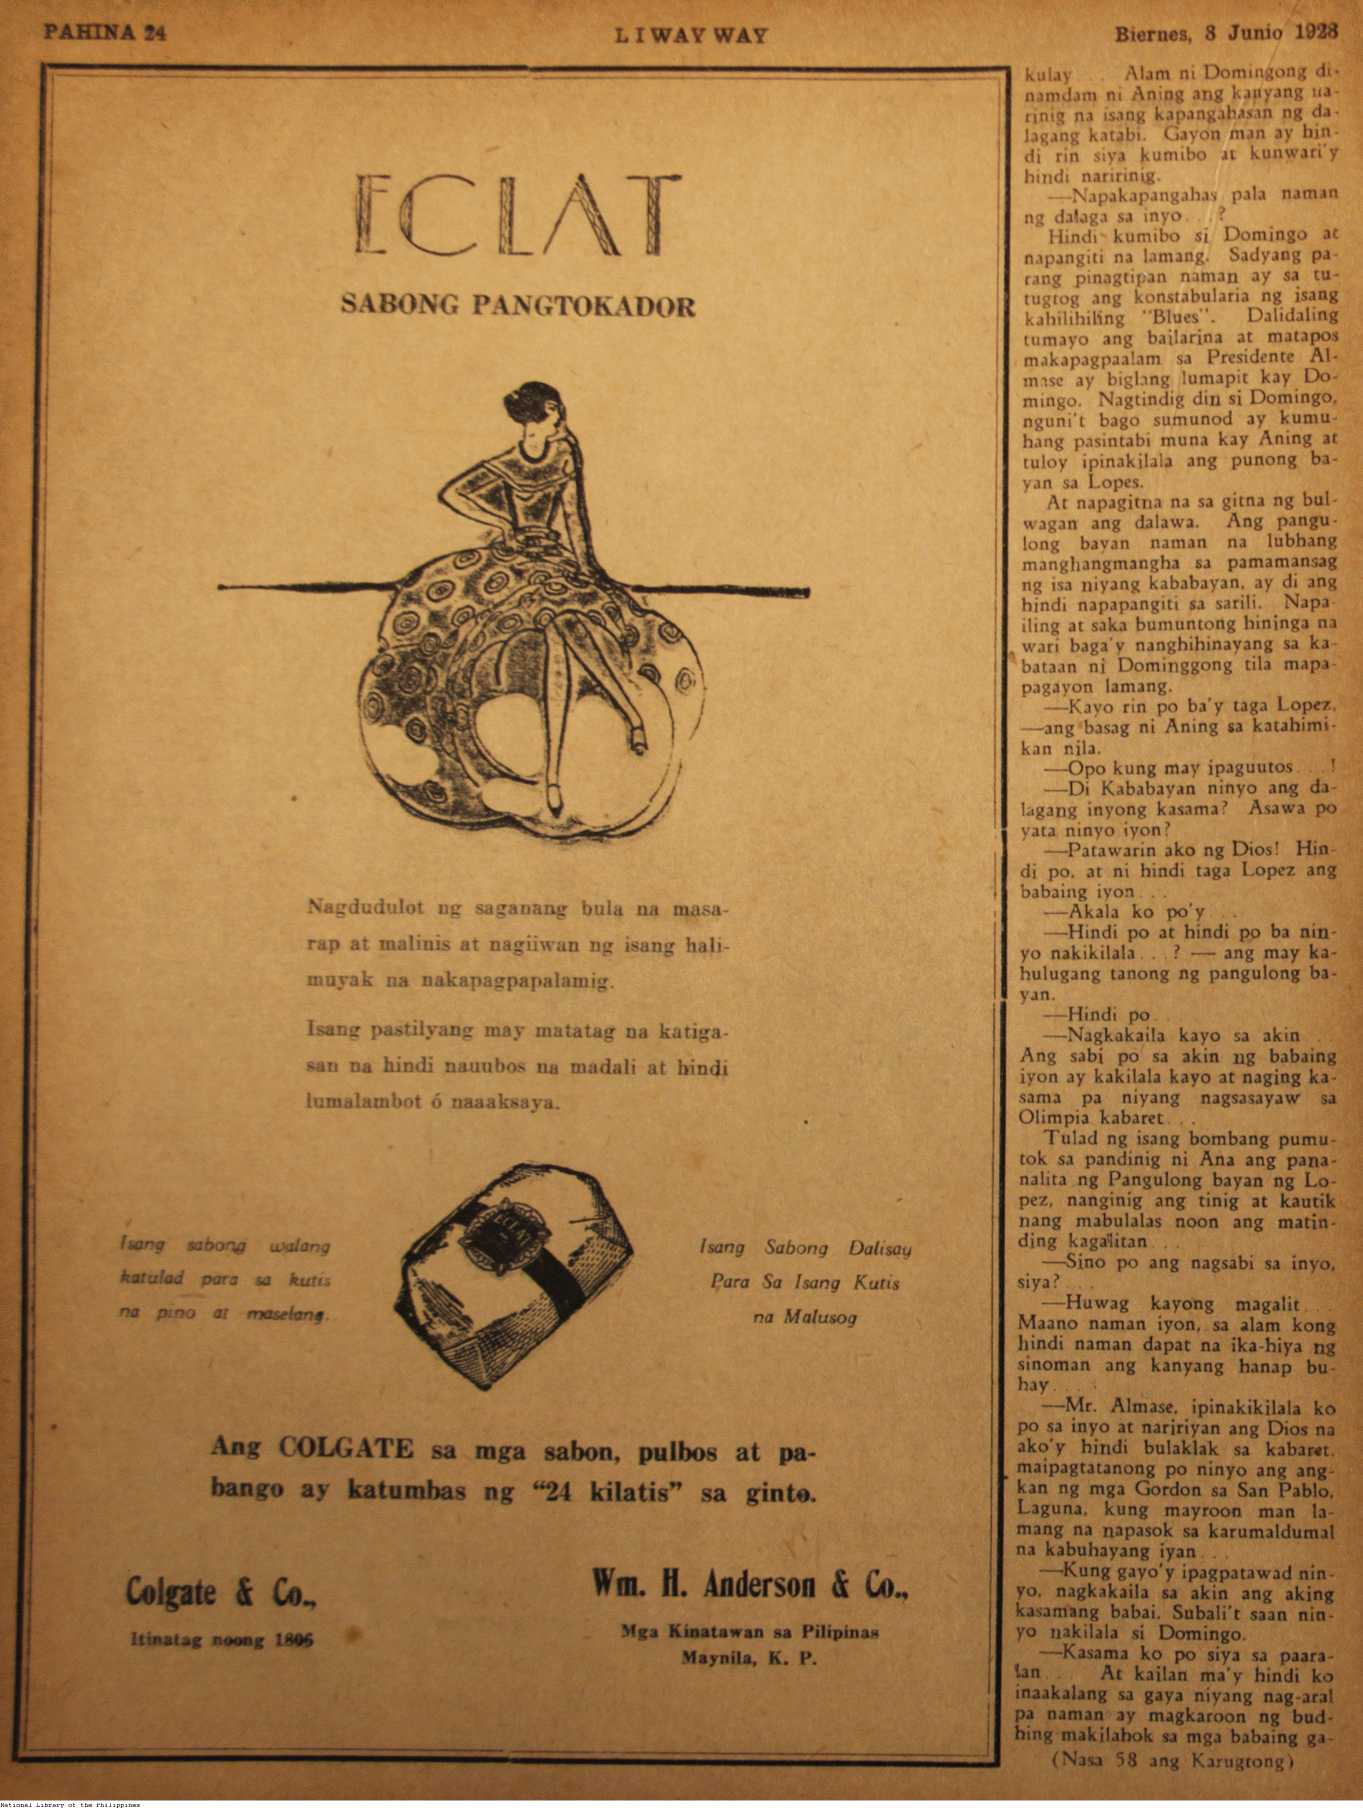 PAHINA 24
LIWAYWAY
Biernes, 8 Junio 1928
ECLAT
SABONG PANGTOKADOR
Nagdudulot ng saganang bula na masa-
rap at malinis at nagiiwan ng isang hali-
muyak na nakapagpapalamig.
Isang pastilyang may matatag na katiga-
san na hindi nauubos na madali at hindi
lumalambot ó naaaksaya.
Isang sabong walang
katulad para sa kutis
na pino at maselang.
ECLAT
Isang Sabong Dalisay
Para Sa Isang Kutis
na Malusog
Ang COLGATE sa mga sabon, pulbos at pa-
bango ay katumbas ng “24 kilatis” sa ginto.
Colgate & Co.,
Itinatag noong 1806
Wm. H. Anderson & Co.,
Mga Kinatawan sa Pilipinas
Maynila, K. P.
kulay . . . Alam ni Domingong di-
namdam ni Aning ang kanyang na-
rinig na isang kapangahasan ng da-
lagang katabi. Gayon man ay hin-
di rin siya kumibo at kunwari'y
hindi naririnig.
—Napakapangahas pala naman
ng dalaga sa inyo. . .?
Hindi kumibo si Domingo at
napangiti na lamang. Sadyang pa-
rang pinagtipan naman ay sa tu-
tugtog ang konstabularia ng isang
kahilihiling "Blues". Dalidaling
tumayo ang bailarina at matapos
makapagpaalam sa Presidente Al-
mase ay biglang lumapit kay Do-
mingo. Nagtindig din si Domingo,
nguni't bago sumunod ay kumu-
hang pasintabi muna kay Aning at
tuloy ipinakilala ang punong ba-
yan sa Lopes.
At napagitna na sa gitna ng bul-
wagan ang dalawa. Ang pangu-
long bayan naman na lubhang
manghangmangha sa pamamansag
ng isa niyang kababayan, ay di ang
hindi napapangiti sa sarili. Napa-
iling at saka bumuntong hininga na
wari baga'y nanghihinayang sa ka-
bataan ni Dominggong tila mapa-
pagayon lamang.
—Kayo rin po ba'y taga Lopez,
—ang basag ni Aning sa katahimi-
kan nila.
—Opo kung may ipaguutos. . . .!
—Di Kababayan ninyo ang da-
lagang inyong kasama? Asawa po
yata ninyo iyon?
—Patawarin ako ng Dios! Hin-
di po, at ni hindi taga Lopez ang
babaing iyon. . .
—Akala ko po'y . . .
—Hindi po at hindi po ba nin-
yo nakikilala. . .? — ang may ka-
hulugang tanong ng pangulong ba-
yan.
—Hindi po. .
—Nagkakaila kayo sa akin . . .
Ang sabi po sa akin ng babaing
iyon ay kakilala kayo at naging ka-
sama pa niyang nagsasayaw sa
Olimpia kabaret. . .
Tulad ng isang bombang pumu-
tok sa pandinig ni Ana ang pana-
nalita ng Pangulong bayan ng Lo-
pez, nanginig ang tinig at kautik
nang mabulalas noon ang matin-
ding kagalitan. . .
—Sino po ang nagsabi sa inyo,
siya? . . .
—Huwag kayong magalit. . .
Maano naman iyon, sa alam kong
hindi naman dapat na ika-hiya ng
sinoman ang kanyang hanap bu-
hay. . . .
—Mr. Almase, ipinakikilala ko
po sa inyo at naririyan ang Dios na
ako'y hindi bulaklak sa kabaret,
maipagtatanong po ninyo ang ang-
kan ng mga Gordon sa San Pablo,
Laguna, kung mayroon man la-
mang na napasok sa karumaldumal
na kabuhayang iyan . . .
—Kung gayo'y ipagpatawad nin-
yo, nagkakaila sa akin ang aking
kasamang babai. Subali't saan nin-
yo nakilala si Domingo.
—Kasama ko po siya sa paara-
lan. . . At kailan ma'y hindi ko
inaakalang sa gaya niyang nag-aral
pa naman ay magkaroon ng bud-
hing makilahok sa mga babaing ga-
(Nasa 58 ang Karugtong)
National Library of the Philippines